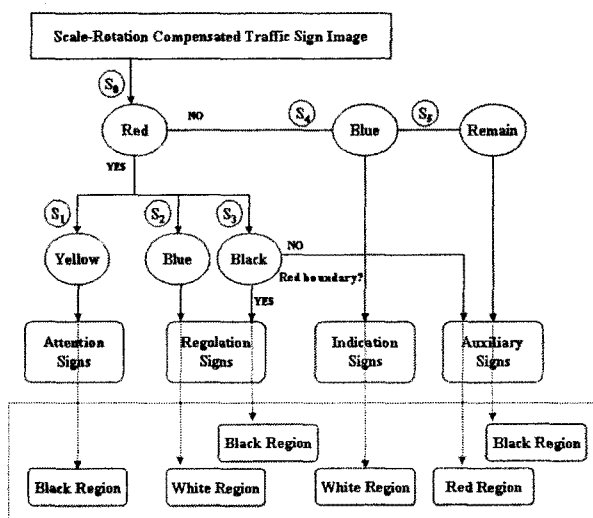 Scale-Rotation Compensated Traffic Sign Image
S0
Red
NO
S4
Blue
S5
Remain
YES
S1
S2
S3
Yellow
Blue
Black
NO
Red boundary?
YES
Attention
Signs
Regulation
Signs
Indication
Signs
Auxiliary
Signs
Black Region
Black Region
Black Region
White Region
White Region
Red Region